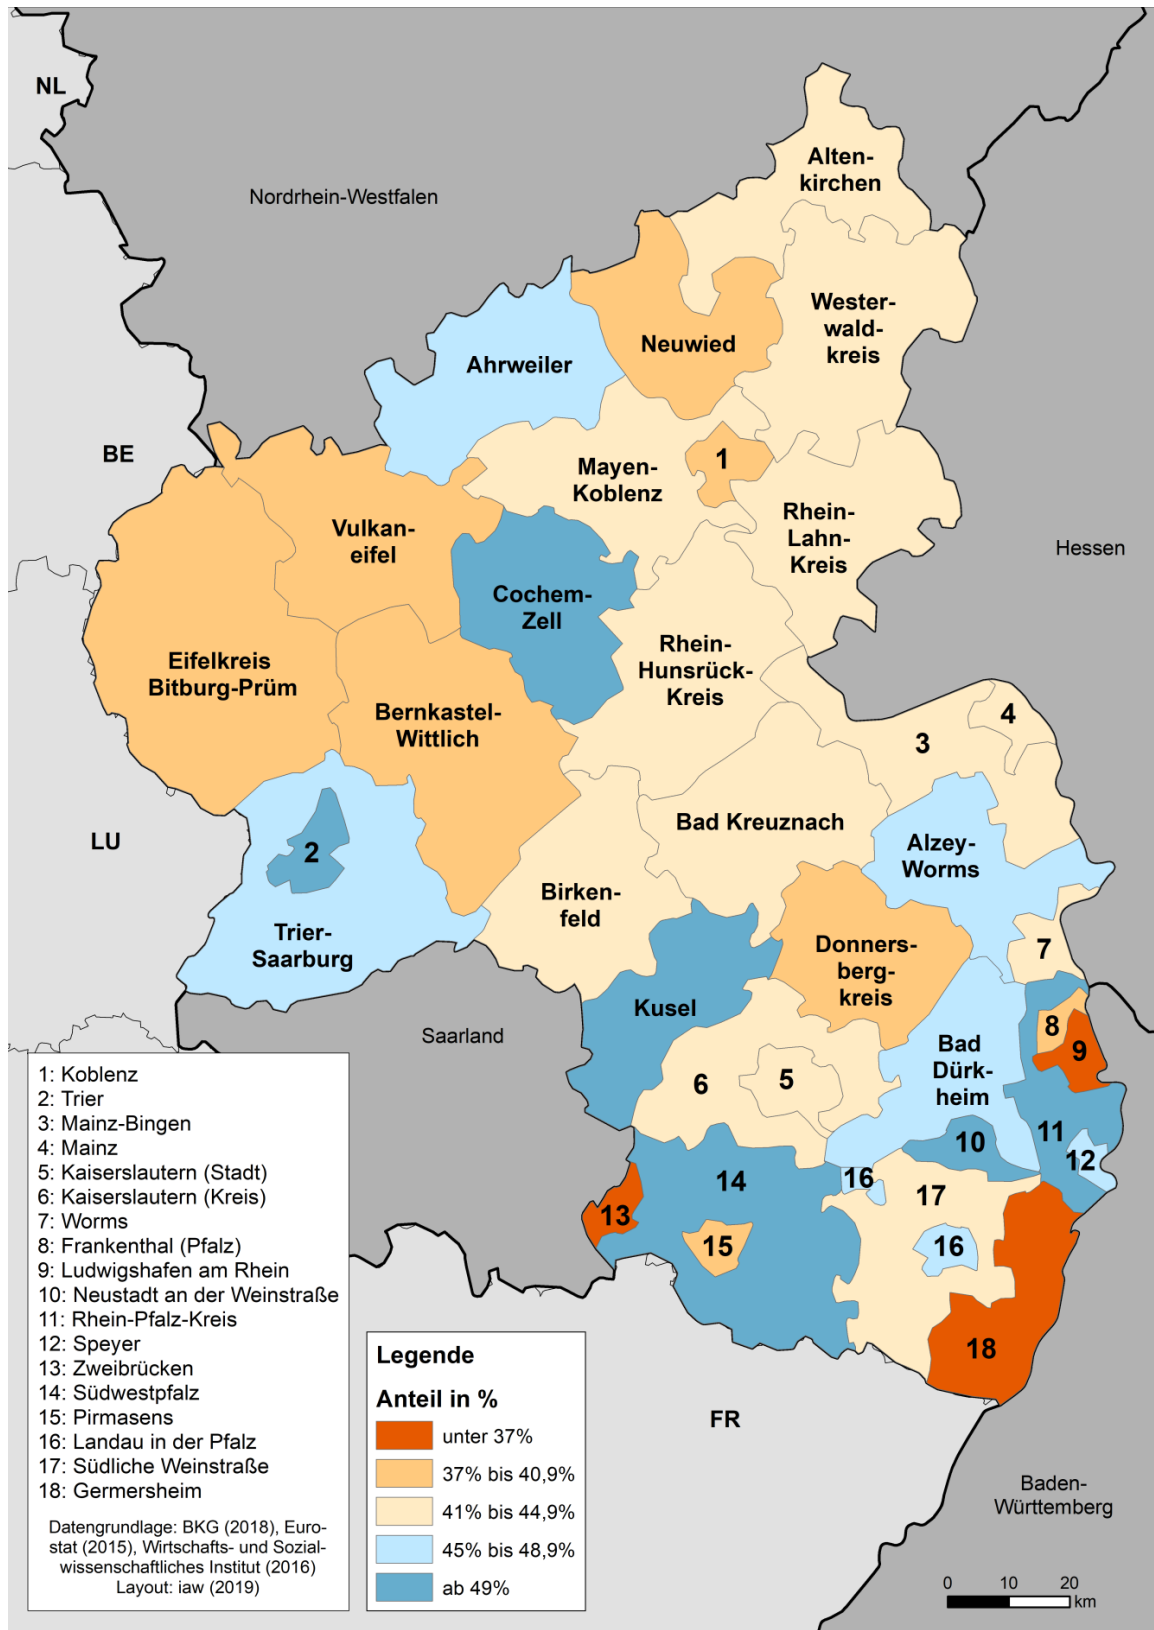 NL
Nordrhein-Westfalen
Alten-
kirchen
Wester-
wald-
kreis
Neuwied
Ahrweiler
BE
Mayen-
Koblenz
1
Rhein-
Lahn-
Kreis
Hessen
Vulkan-
eifel
Cochem-
Zell
Eifelkreis
Bitburg-Prüm
Rhein-
Hunsrück-
Kreis
Bernkastel-
Wittlich
4
3
LU
2
Bad Kreuznach
Alzey-
Worms
Birken-
feld
Trier-
Saarburg
Donners-
berg-
kreis
7
Kusel
Saarland
8
9
Bad
Dürk-
heim
6
5
10
11
12
14
16
17
13
15
16
18
FR
Baden-
Württemberg
1: Koblenz
2: Trier
3: Mainz-Bingen
4: Mainz
5: Kaiserslautern (Stadt)
6: Kaiserslautern (Kreis)
7: Worms
8: Frankenthal (Pfalz)
9: Ludwigshafen am Rhein
10: Neustadt an der Weinstraße
11: Rhein-Pfalz-Kreis
12: Speyer
13: Zweibrücken
14: Südwestpfalz
15: Pirmasens
16: Landau in der Pfalz
17: Südliche Weinstraße
18: Germersheim
Datengrundlage: BKG (2018), Euro-
stat (2015), Wirtschafts- und Sozial-
wissenschaftliches Institut (2016)
Layout: iaw (2019)
Legende
Anteil in %
unter 37%
37% bis 40,9%
41% bis 44,9%
45% bis 48,9%
ab 49%
0 10 20
km